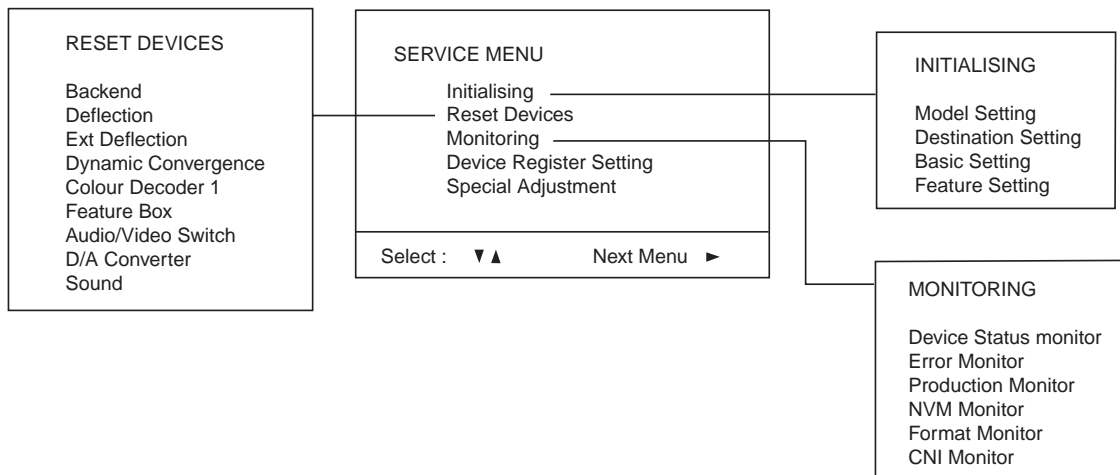 RESET DEVICES
Backend
Deflection
Ext Deflection
Dynamic Convergence
Colour Decoder 1
Feature Box
Audio/Video Switch
D/A Converter
Sound
SERVICE MENU
Initialising
Reset Devices
Monitoring
Device Register Setting
Special Adjustment
Select : ▼▲ Next Menu ►
INITIALISING
Model Setting
Destination Setting
Basic Setting
Feature Setting
MONITORING
Device Status monitor
Error Monitor
Production Monitor
NVM Monitor
Format Monitor
CNI Monitor